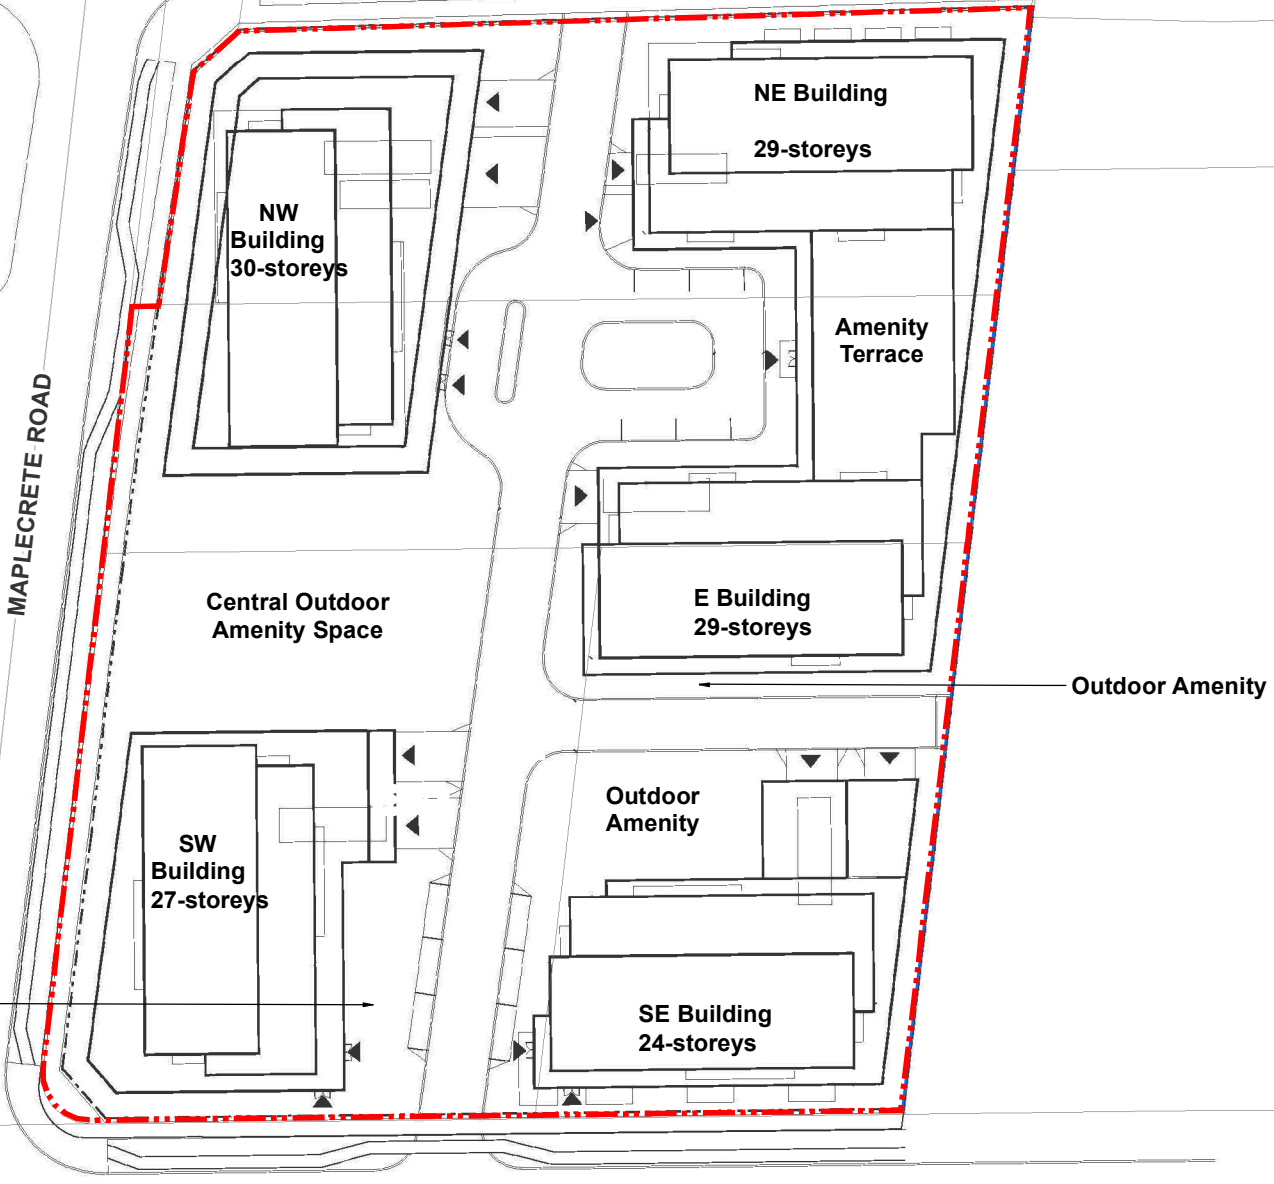 NE Building
29-storeys
NW
Building
30-storeys
Amenity
Terrace
MAPLECRETE ROAD
Central Outdoor
Amenity Space
E Building
29-storeys
Outdoor Amenity
Outdoor
Amenity
SW
Building
27-storeys
SE Building
24-storeys